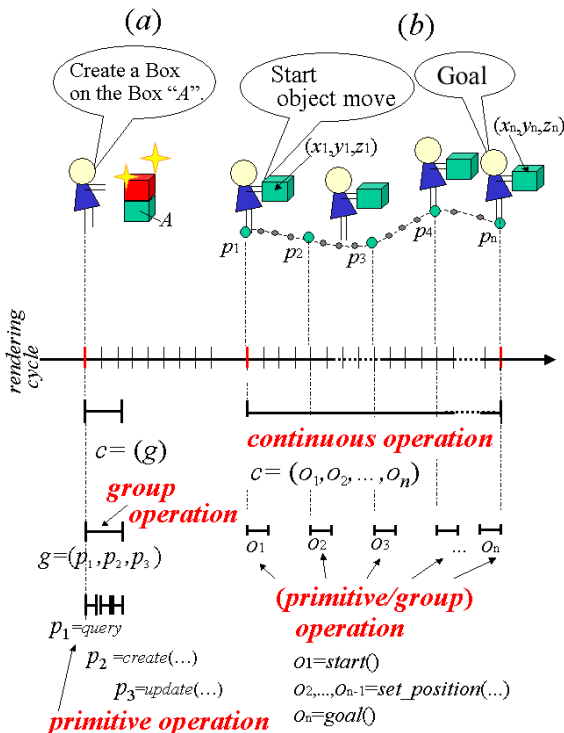 (a)
(b)
Create a Box
on the Box “A”.
Start
object move
Goal
(x1,y1,z1)
(xn,yn,zn)
A
p1
p2
p3
p4
pn
rendering
cycle
c= (g)
continuous operation
c= (o1,o2,...,on)
group
operation
g=(p1,p2,p3)
o1
o2
o3
...
on
(primitive/group)
operation
p1=query
p2 =create(...)
p3=update(...)
primitive operation
o1=start()
o2,...,on-1=set_position(...)
on=goal()